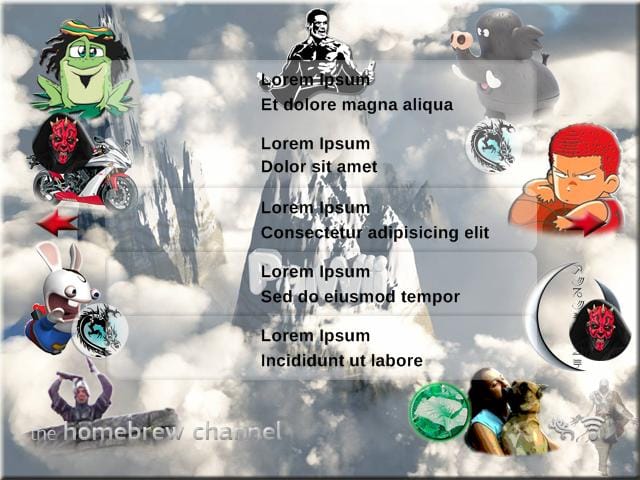 Lorem Ipsum
Et dolore magna aliqua
Lorem Ipsum
Dolor sit amet
Lorem Ipsum
Consectetur adipisicing elit
Lorem Ipsum
Sed do eiusmod tempor
Lorem Ipsum
Incididunt ut labore
the homebrew channel